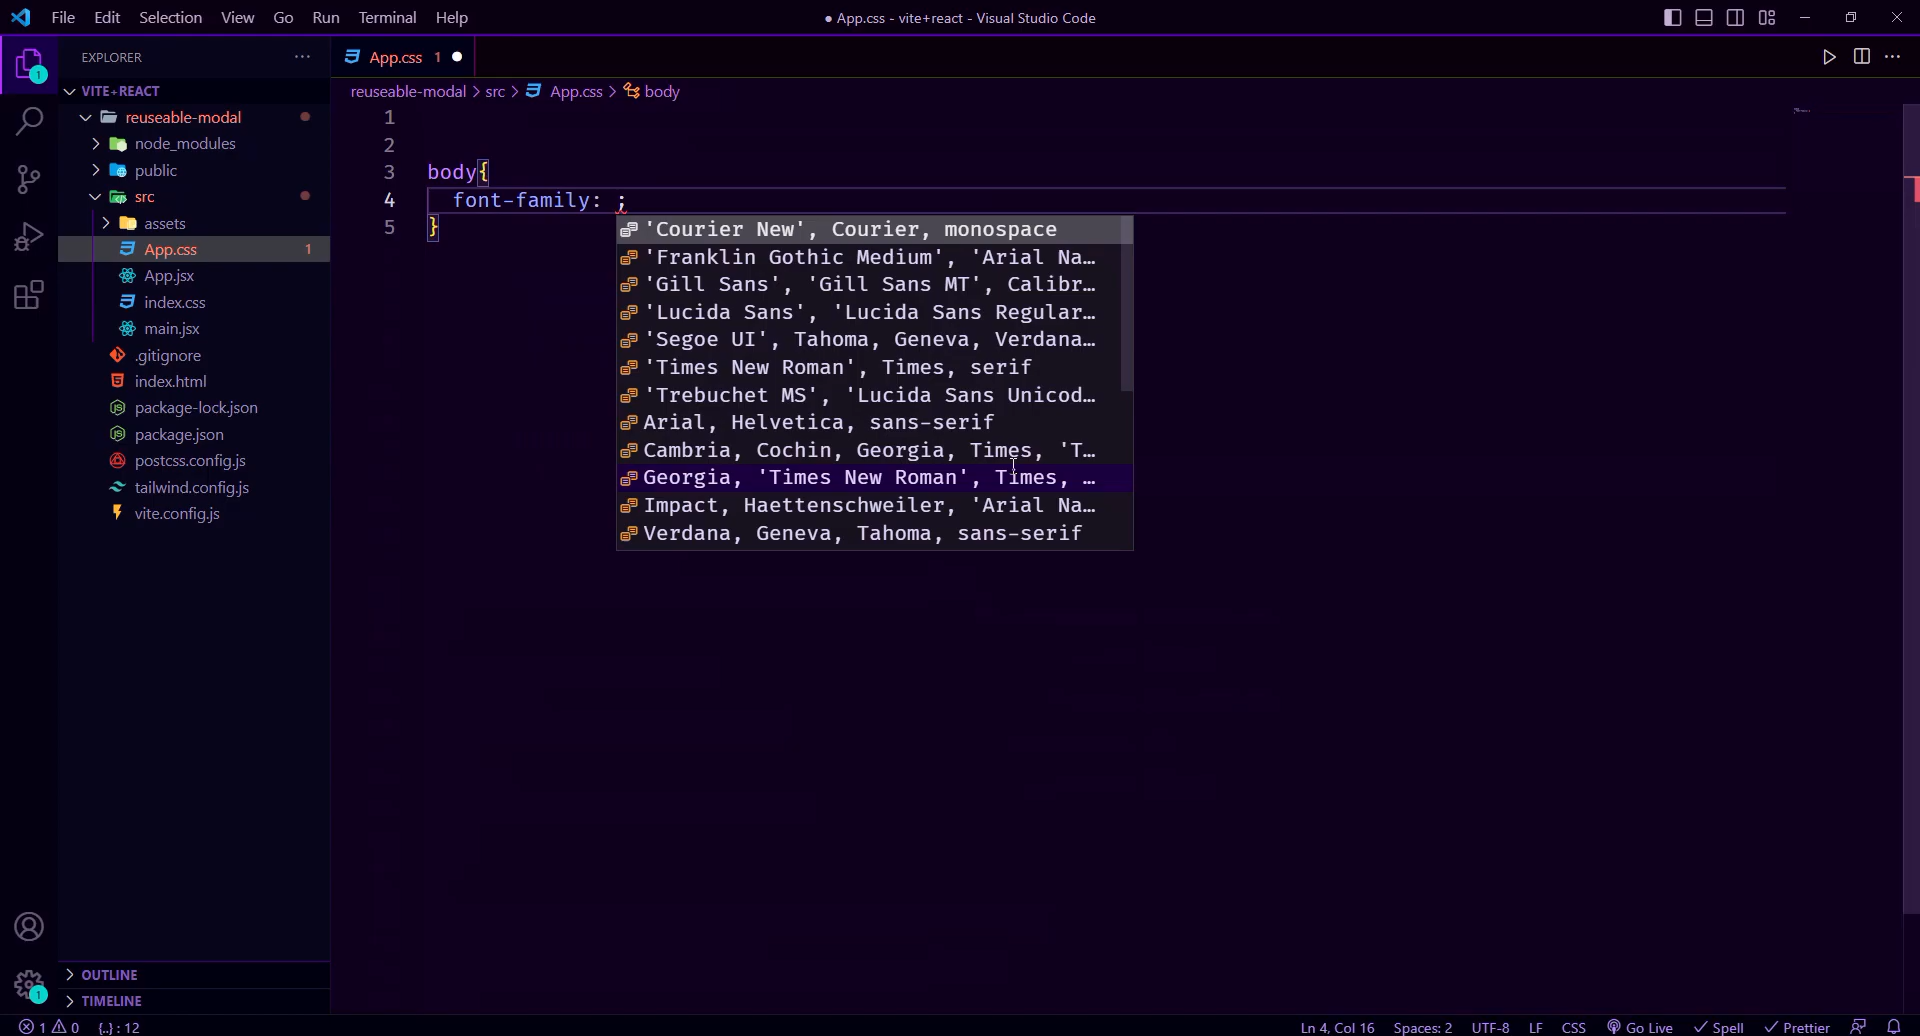 File Edit Selection View Go Run Terminal Help
● App.css - vite+react - Visual Studio Code
EXPLORER
VITE+REACT
reuseable-modal
node_modules
public
src
assets
App.css 1
App.jsx
index.css
main.jsx
.gitignore
index.html
package-lock.json
package.json
postcss.config.js
tailwind.config.js
vite.config.js
OUTLINE
TIMELINE
1
1
App.css 1
reuseable-modal > src > App.css > body
1
2
3 body{
4 font-family: ;
5 }
'Courier New', Courier, monospace
'Franklin Gothic Medium', 'Arial Na…
'Gill Sans', 'Gill Sans MT', Calibr…
'Lucida Sans', 'Lucida Sans Regular…
'Segoe UI', Tahoma, Geneva, Verdana…
'Times New Roman', Times, serif
'Trebuchet MS', 'Lucida Sans Unicod…
Arial, Helvetica, sans-serif
Cambria, Cochin, Georgia, Times, 'T…
Georgia, 'Times New Roman', Times, …
Impact, Haettenschweiler, 'Arial Na…
Verdana, Geneva, Tahoma, sans-serif
1 0 {..} : 12 Ln 4, Col 16 Spaces: 2 UTF-8 LF CSS Go Live Spell Prettier